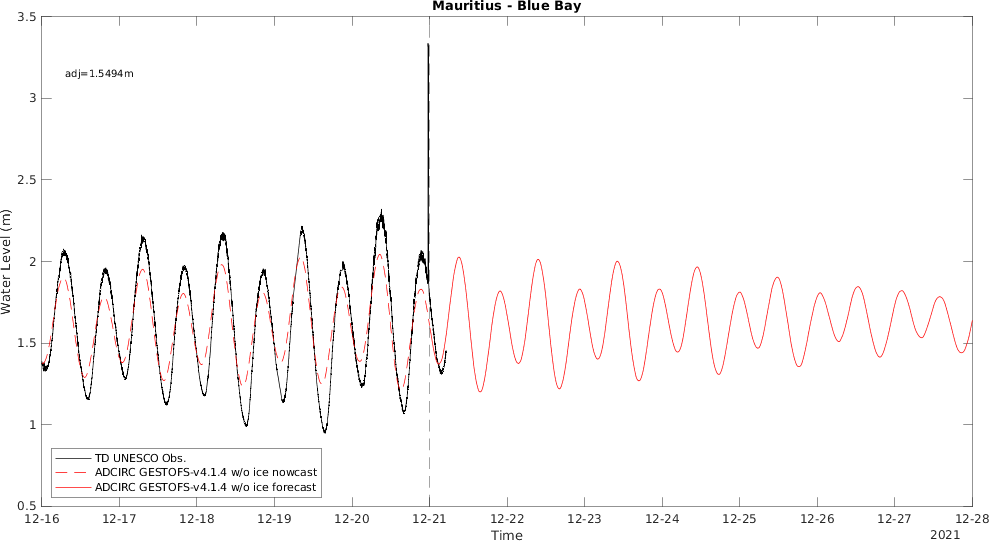 Mauritius - Blue Bay
3.5
adj=1.5494m
3
2.5
2
1.5
1
0.5
Water Level (m)
TD UNESCO Obs.
ADCIRC GESTOFS-v4.1.4 w/o ice nowcast
ADCIRC GESTOFS-v4.1.4 w/o ice forecast
12-16 12-17 12-18 12-19 12-20 12-21 12-22 12-23 12-24 12-25 12-26 12-27 12-28
Time
2021